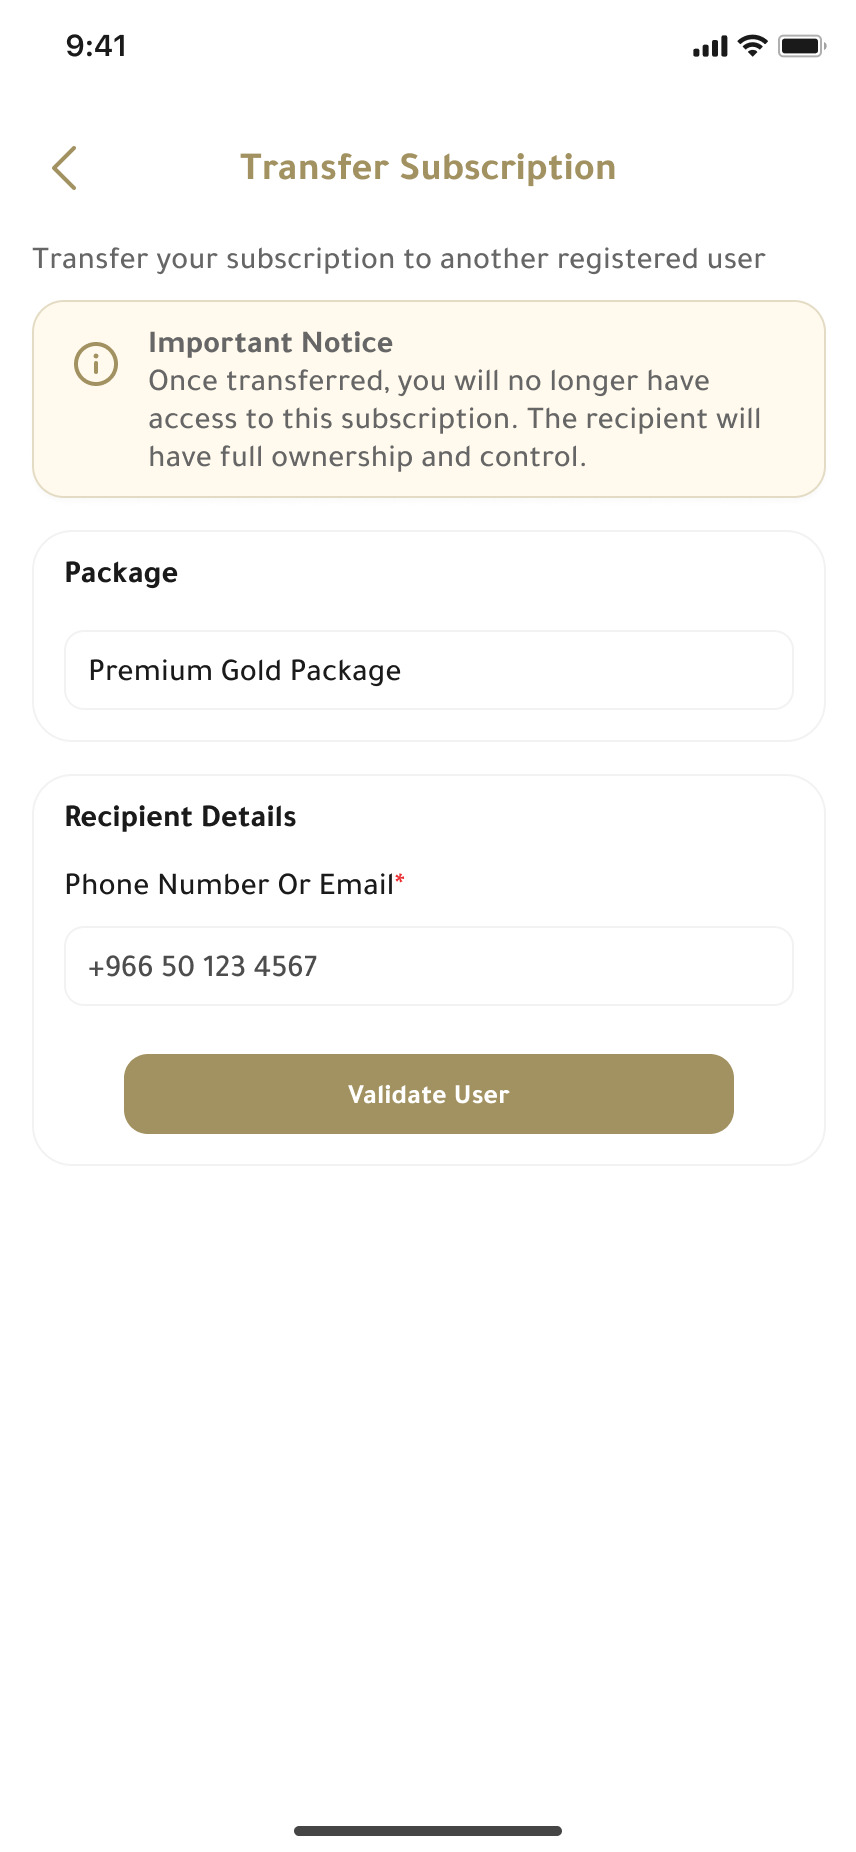 9:41
Transfer Subscription
Transfer your subscription to another registered user
Important Notice
Once transferred, you will no longer have
access to this subscription. The recipient will
have full ownership and control.
Package
Premium Gold Package
Recipient Details
Phone Number Or Email*
+966 50 123 4567
Validate User